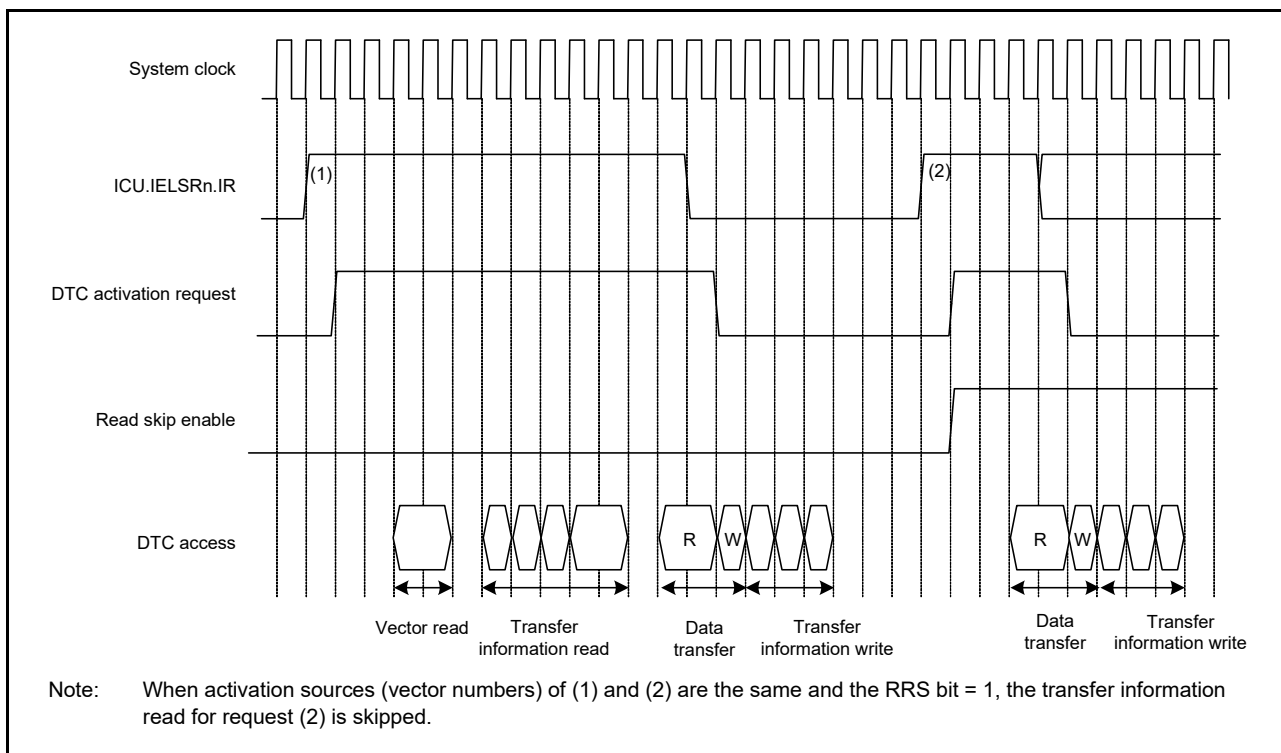 System clock
ICU.IELSRn.IR
(1)
(2)
DTC activation request
Read skip enable
DTC access
R
W
R
W
Vector read
Transfer
information read
Data
transfer
Transfer
information write
Data
transfer
Transfer
information write
Note: When activation sources (vector numbers) of (1) and (2) are the same and the RRS bit = 1, the transfer information
read for request (2) is skipped.